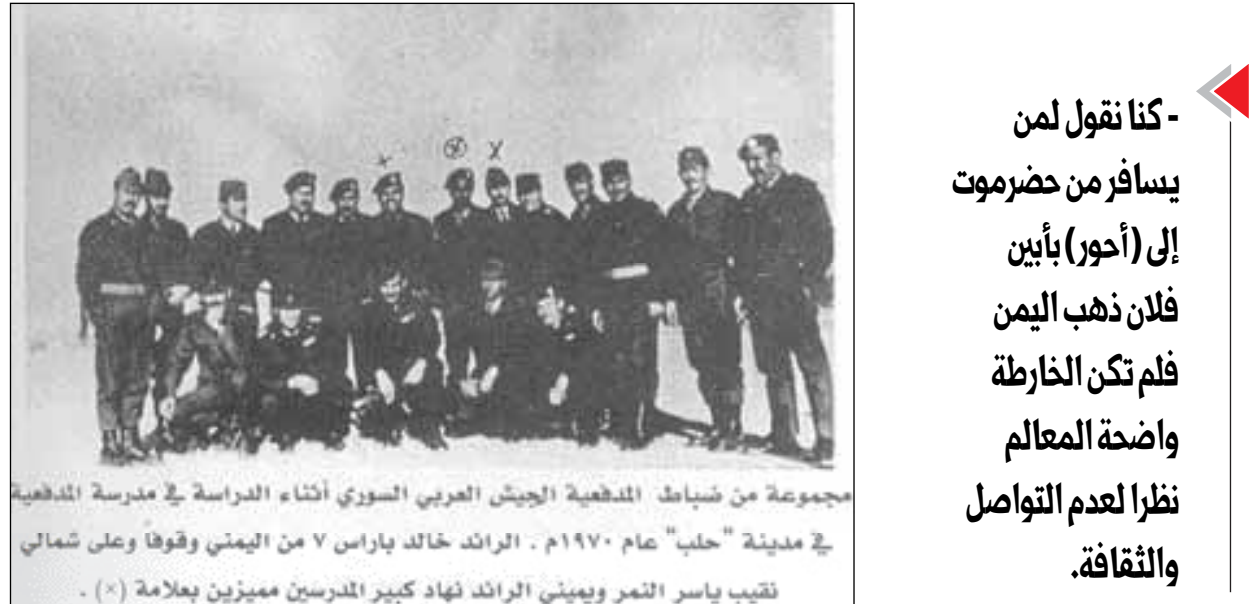 - كنا نقول لمن
يسافر من حضرموت
إلى (أحور) بأبين
فلان ذهب اليمن
فلم تكن الخارطة
واضحة المعالم
نظرا لعدم التواصل
والثقافة.
مجموعة من ضباط المدفعية الجيش العربي السوري أثناء الدراسة في مدرسة المدفعية
في مدينة "حلب" عام ١٩٧٠م . الرائد خالد باراس ٧ من اليمني وقوفاً وعلى شمالي
نقيب ياسر النمر ويميني الرائد نهاد كبير المدرسين مميزين بعلامة (×) .